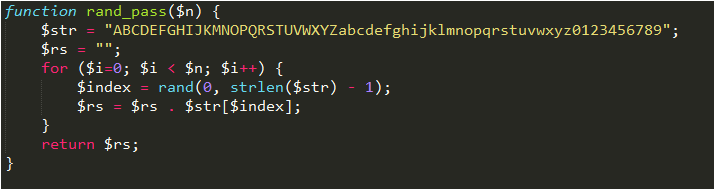 function rand_pass($n) {
    $str = "ABCDEFGHIJKMNOPQRSTUVWXYZabcdefghijklmnopqrstuvwxyz0123456789";
    $rs = "";
    for ($i=0; $i < $n; $i++) {
        $index = rand(0, strlen($str) - 1);
        $rs = $rs . $str[$index];
    }
    return $rs;
}